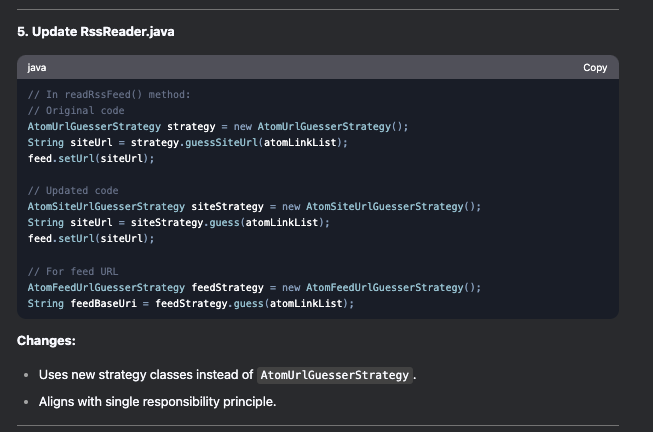 5. Update RssReader.java
java
Copy
// In readRssFeed() method:
// Original code
AtomUrlGuesserStrategy strategy = new AtomUrlGuesserStrategy();
String siteUrl = strategy.guessSiteUrl(atomLinkList);
feed.setUrl(siteUrl);
// Updated code
AtomSiteUrlGuesserStrategy siteStrategy = new AtomSiteUrlGuesserStrategy();
String siteUrl = siteStrategy.guess(atomLinkList);
feed.setUrl(siteUrl);
// For feed URL
AtomFeedUrlGuesserStrategy feedStrategy = new AtomFeedUrlGuesserStrategy();
String feedBaseUri = feedStrategy.guess(atomLinkList);
Changes:
• Uses new strategy classes instead of AtomUrlGuesserStrategy.
• Aligns with single responsibility principle.